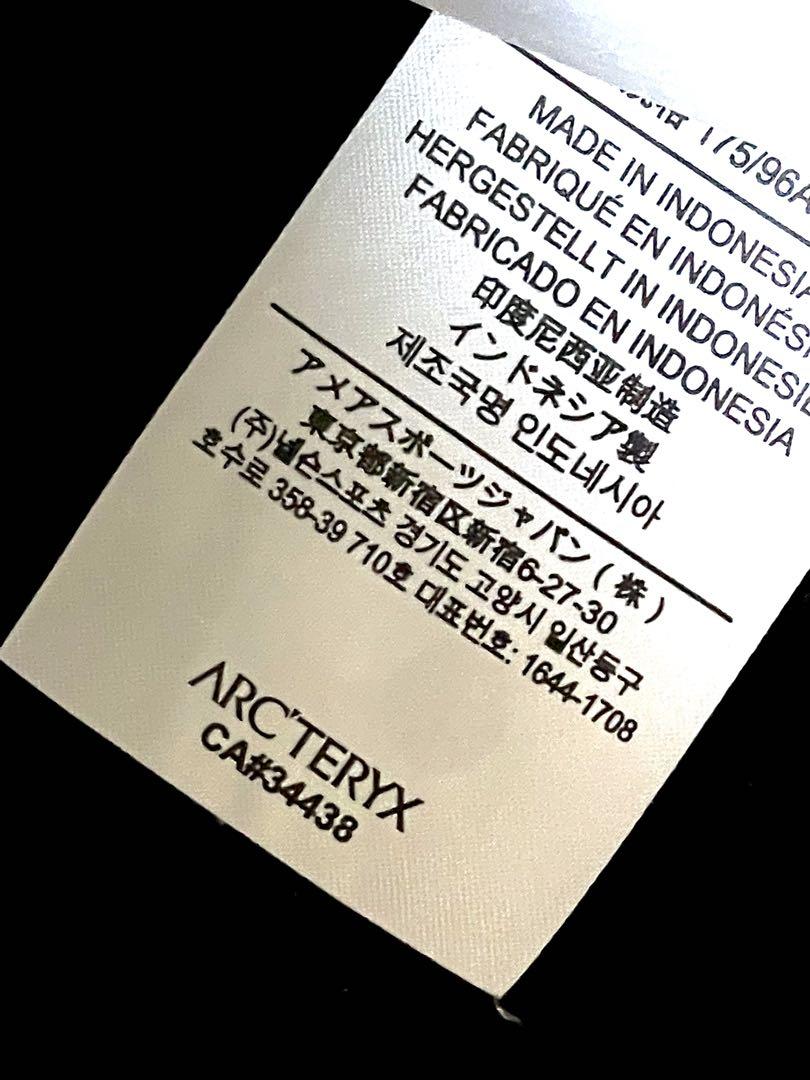 175/96A
MADE IN INDONESIA
FABRIQUÉ EN INDONÉSI
HERGESTELLT IN INDONESIE
FABRICADO EN INDONESIA
印度尼西亚制造
インドネシア製
제조국명 인도네시아
アメアスポーツジャパン(株)
東京都新宿区新宿6-27-30
(주)넬슨스포츠 경기도 고양시 일산동구
호수로 358-39 710호 대표번호: 1644-1708
ARC'TERYX
CA#34438